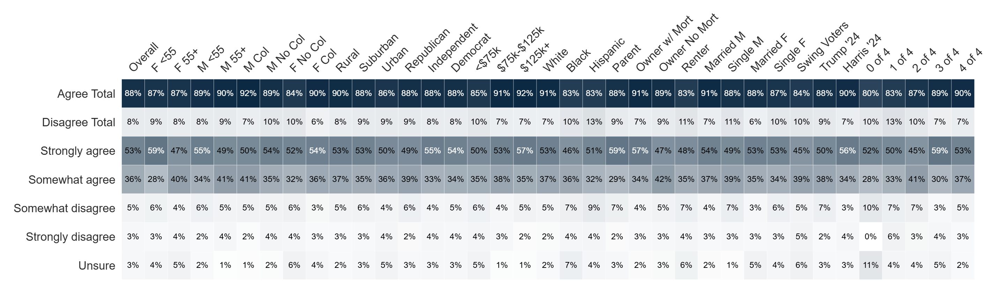 Overall F <55 F 55+ M <55 M 55+ M Col M No Col F No Col F Col Rural Suburban Urban Republican Independent Democrat <$75k $75k-$125k $125k+ White Black Hispanic Parent Owner w/ Mort Owner No Mort Renter Married M Single M Married F Single F Swing Voters Trump '24 Harris '24 0 of 4 1 of 4 2 of 4 3 of 4 4 of 4
Agree Total 88% 87% 87% 89% 90% 92% 89% 84% 90% 90% 88% 86% 88% 88% 88% 85% 91% 92% 91% 83% 83% 88% 91% 89% 83% 91% 88% 88% 87% 84% 88% 90% 80% 83% 87% 89% 90%
Disagree Total 8% 9% 8% 8% 9% 7% 10% 10% 6% 8% 9% 9% 9% 8% 8% 10% 7% 7% 7% 10% 13% 9% 7% 9% 11% 7% 11% 6% 10% 10% 9% 7% 10% 13% 10% 7% 7%
Strongly agree 53% 59% 47% 55% 49% 50% 54% 52% 54% 53% 53% 50% 49% 55% 54% 50% 53% 57% 53% 46% 51% 59% 57% 47% 48% 54% 49% 53% 53% 45% 50% 56% 52% 50% 45% 59% 53%
Somewhat agree 36% 28% 40% 34% 41% 41% 35% 32% 36% 37% 35% 36% 39% 33% 34% 35% 38% 35% 37% 36% 32% 29% 34% 42% 35% 37% 39% 35% 34% 39% 38% 34% 28% 33% 41% 30% 37%
Somewhat disagree 5% 6% 4% 6% 5% 5% 5% 6% 3% 5% 6% 4% 6% 4% 5% 6% 4% 5% 5% 7% 9% 7% 4% 5% 7% 4% 7% 3% 6% 5% 7% 3% 10% 7% 7% 3% 5%
Strongly disagree 3% 3% 4% 2% 4% 2% 4% 4% 3% 3% 3% 4% 2% 4% 4% 4% 3% 2% 2% 4% 4% 2% 3% 3% 4% 3% 3% 3% 3% 5% 2% 4% 0% 6% 3% 4% 3%
Unsure 3% 4% 5% 2% 1% 1% 2% 6% 4% 2% 3% 5% 3% 3% 3% 5% 1% 1% 2% 7% 4% 3% 2% 3% 6% 2% 1% 5% 4% 6% 3% 3% 11% 4% 4% 5% 2%